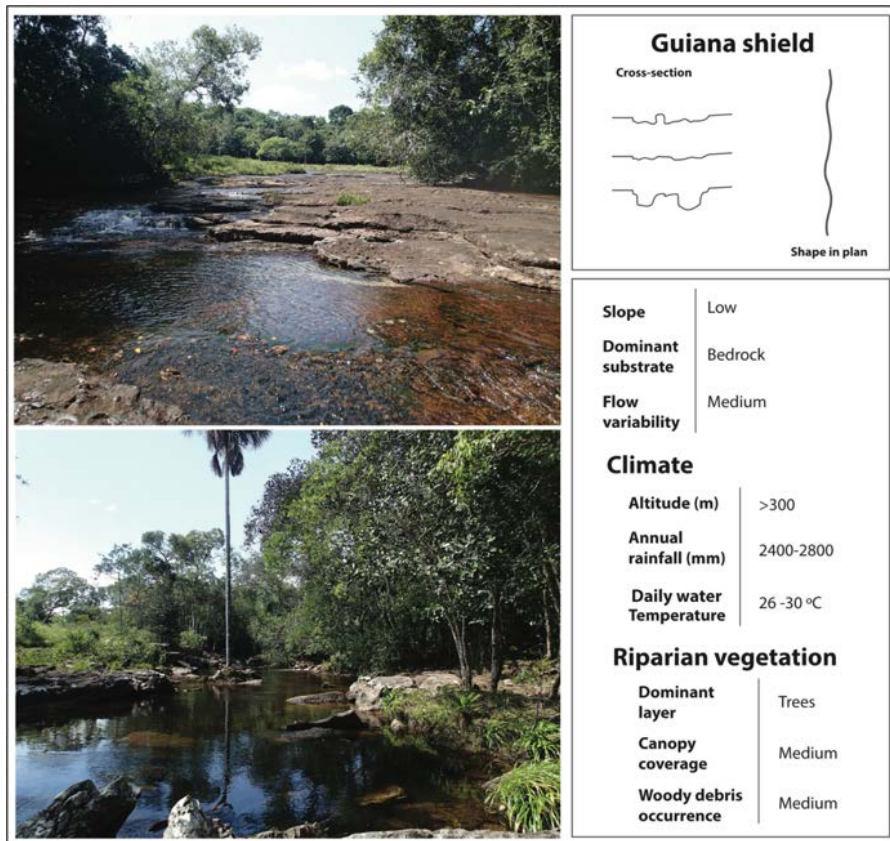 Guiana shield
Cross-section
Shape in plan
Slope
Low
Dominant
substrate
Bedrock
Flow
variability
Medium
Climate
Altitude (m)
>300
Annual
rainfall (mm)
2400-2800
Daily water
Temperature
26 -30 ºC
Riparian vegetation
Dominant
layer
Trees
Canopy
coverage
Medium
Woody debris
occurrence
Medium